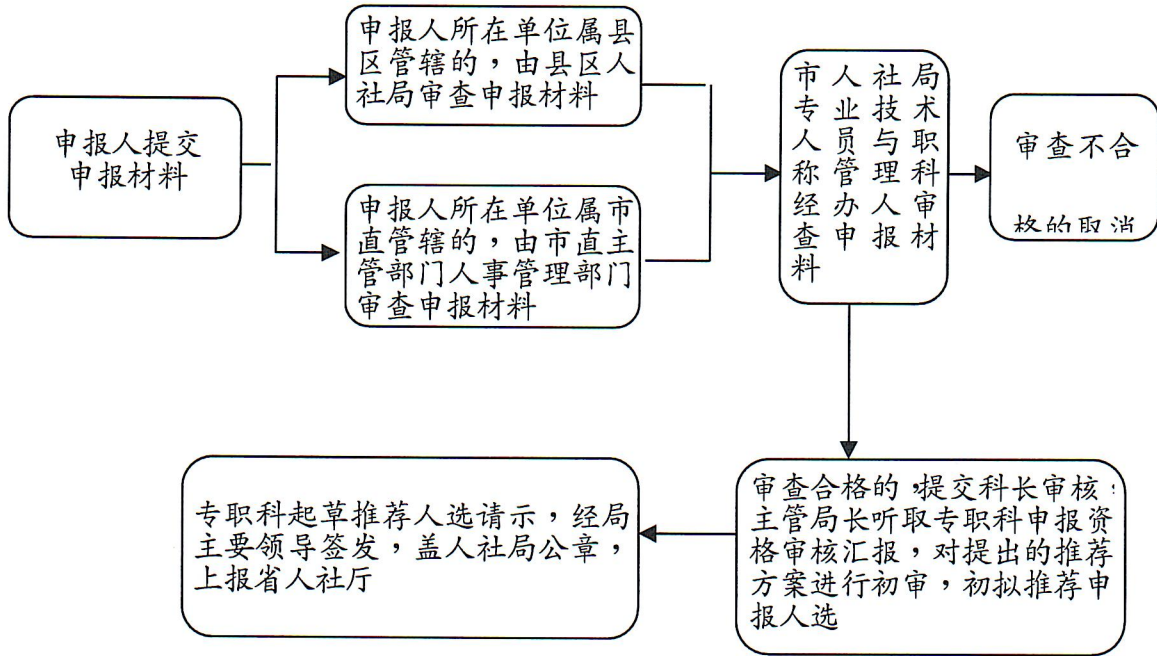 申报人提交
申报材料
申报人所在单位属县
区管辖的，由县区人
社局审查申报材料
申报人所在单位属市
直管辖的，由市直主
管部门人事管理部门
审查申报材料
市人社局
专业技术
人员与职
称管理科
经办人审
查申报材
料
审查不合
格的取消
审查合格的，提交科长审核；
主管局长听取专职科申报资
格审核汇报，对提出的推荐
方案进行初审，初拟推荐申
报人选
专职科起草推荐人选请示，经局
主要领导签发，盖人社局公章，
上报省人社厅